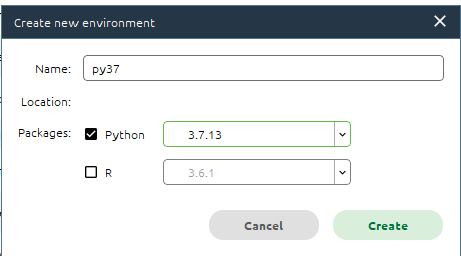 Create new environment
Name: py37
Location:
Packages: Python 3.7.13
R 3.6.1
Cancel Create